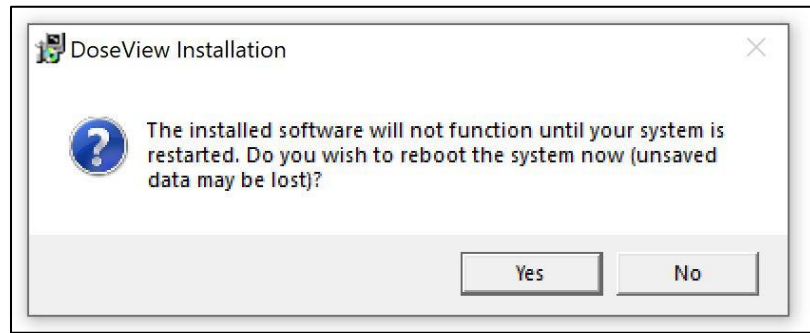 DoseView Installation
The installed software will not function until your system is
restarted. Do you wish to reboot the system now (unsaved
data may be lost)?
Yes
No